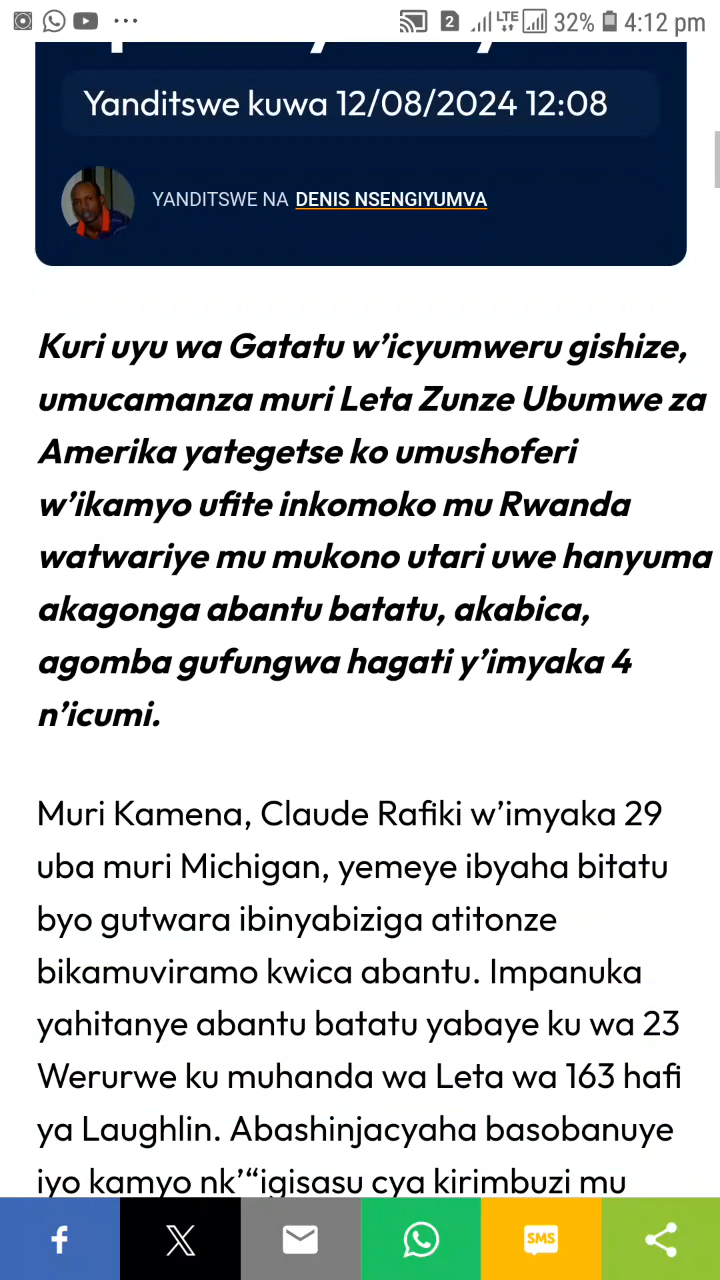 LTE 32% 4:12 pm
2
Yanditswe kuwa 12/08/2024 12:08
YANDITSWE NA DENIS NSENGIYUMVA
Kuri uyu wa Gatatu w’icyumweru gishize,
umucamanza muri Leta Zunze Ubumwe za
Amerika yategetse ko umushoferi
w’ikamyo ufite inkomoko mu Rwanda
watwariye mu mukono utari uwe hanyuma
akagonga abantu batatu, akabica,
agomba gufungwa hagati y’imyaka 4
n’icumi.
Muri Kamena, Claude Rafiki w’imyaka 29
uba muri Michigan, yemeye ibyaha bitatu
byo gutwara ibinyabiziga atitonze
bikamuviramo kwica abantu. Impanuka
yahitanye abantu batatu yabaye ku wa 23
Werurwe ku muhanda wa Leta wa 163 hafi
ya Laughlin. Abashinjacyaha basobanuye
iyo kamyo nk’“igisasu cya kirimbuzi mu
SMS